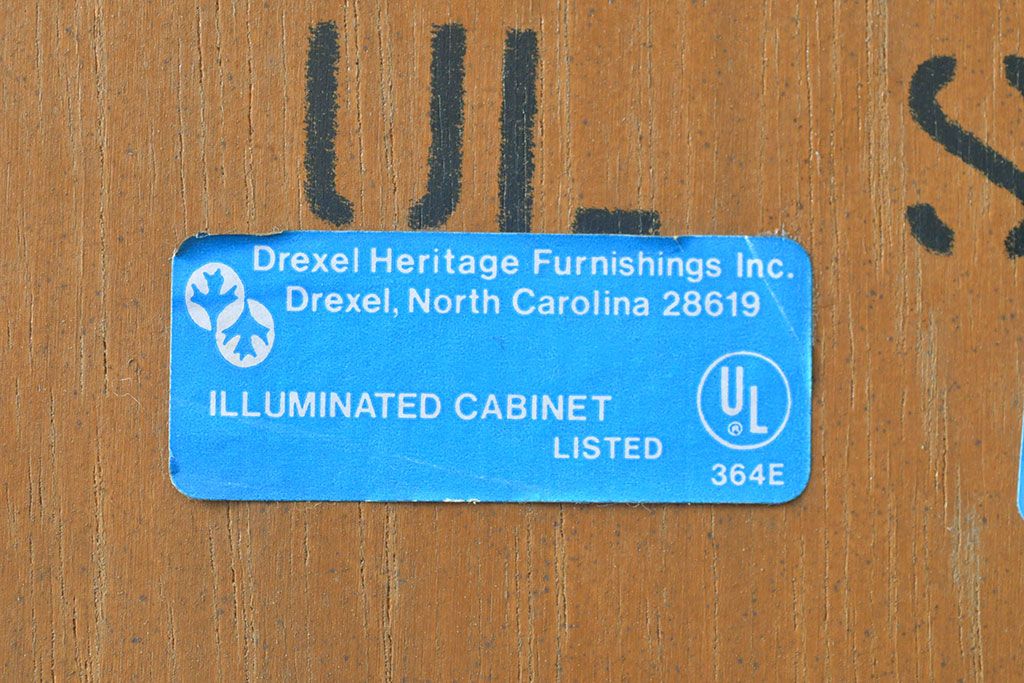 UL S
Drexel Heritage Furnishings Inc.
Drexel, North Carolina 28619
ILLUMINATED CABINET
LISTED
UL
®
364E